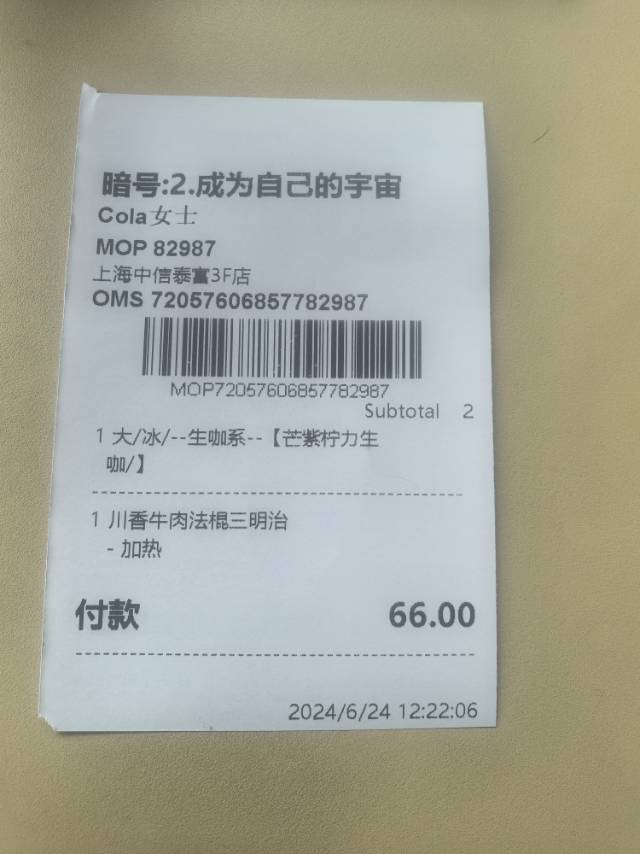 暗号:2.成为自己的宇宙
Cola女士
MOP 82987
上海中信泰富3F店
OMS 72057606857782987
MOP72057606857782987
Subtotal 2
1 大/冰/--生咖系--【芒紫柠力生
咖/】
1 川香牛肉法棍三明治
- 加热
付款 66.00
2024/6/24 12:22:06